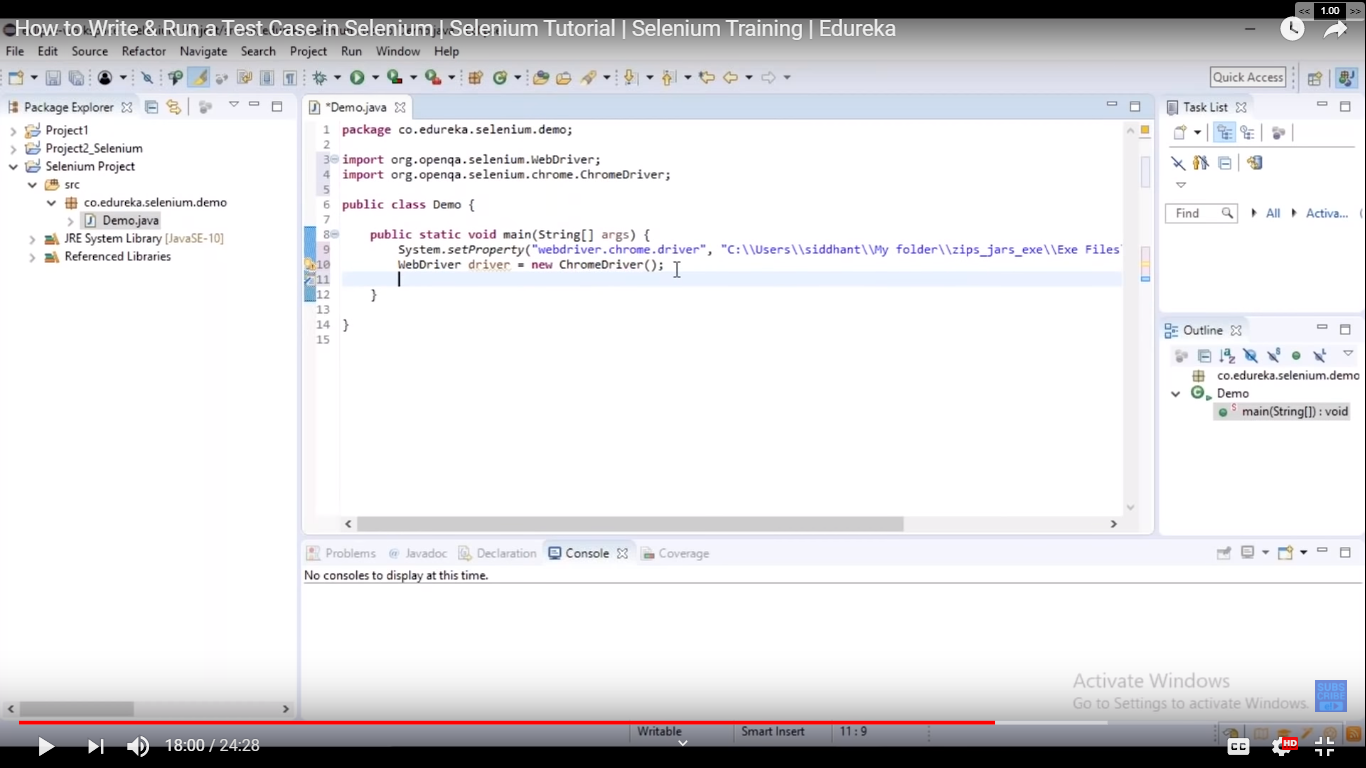 How to Write & Run a Test Case in Selenium | Selenium Tutorial | Selenium Training | Edureka
<< 1.00 >>
File Edit Source Refactor Navigate Search Project Run Window Help
Quick Access
Package Explorer
Project1
Project2_Selenium
Selenium Project
src
co.edureka.selenium.demo
Demo.java
JRE System Library [JavaSE-10]
Referenced Libraries
*Demo.java
1 package co.edureka.selenium.demo;
2
3 import org.openqa.selenium.WebDriver;
4 import org.openqa.selenium.chrome.ChromeDriver;
5
6 public class Demo {
7
8 public static void main(String[] args) {
9 System.setProperty("webdriver.chrome.driver", "C:\\Users\\siddhant\\My folder\\zips_jars_exe\\Exe Files
10 WebDriver driver = new ChromeDriver();
11
12 }
13
14 }
15
Task List
Find All Activa...
Outline
co.edureka.selenium.demo
Demo
main(String[]) : void
Problems @ Javadoc Declaration Console Coverage
No consoles to display at this time.
Activate Windows
Go to Settings to activate Windows.
SUBSCRIBE
Writable Smart Insert 11 : 9
18:00 / 24:28
CC HD